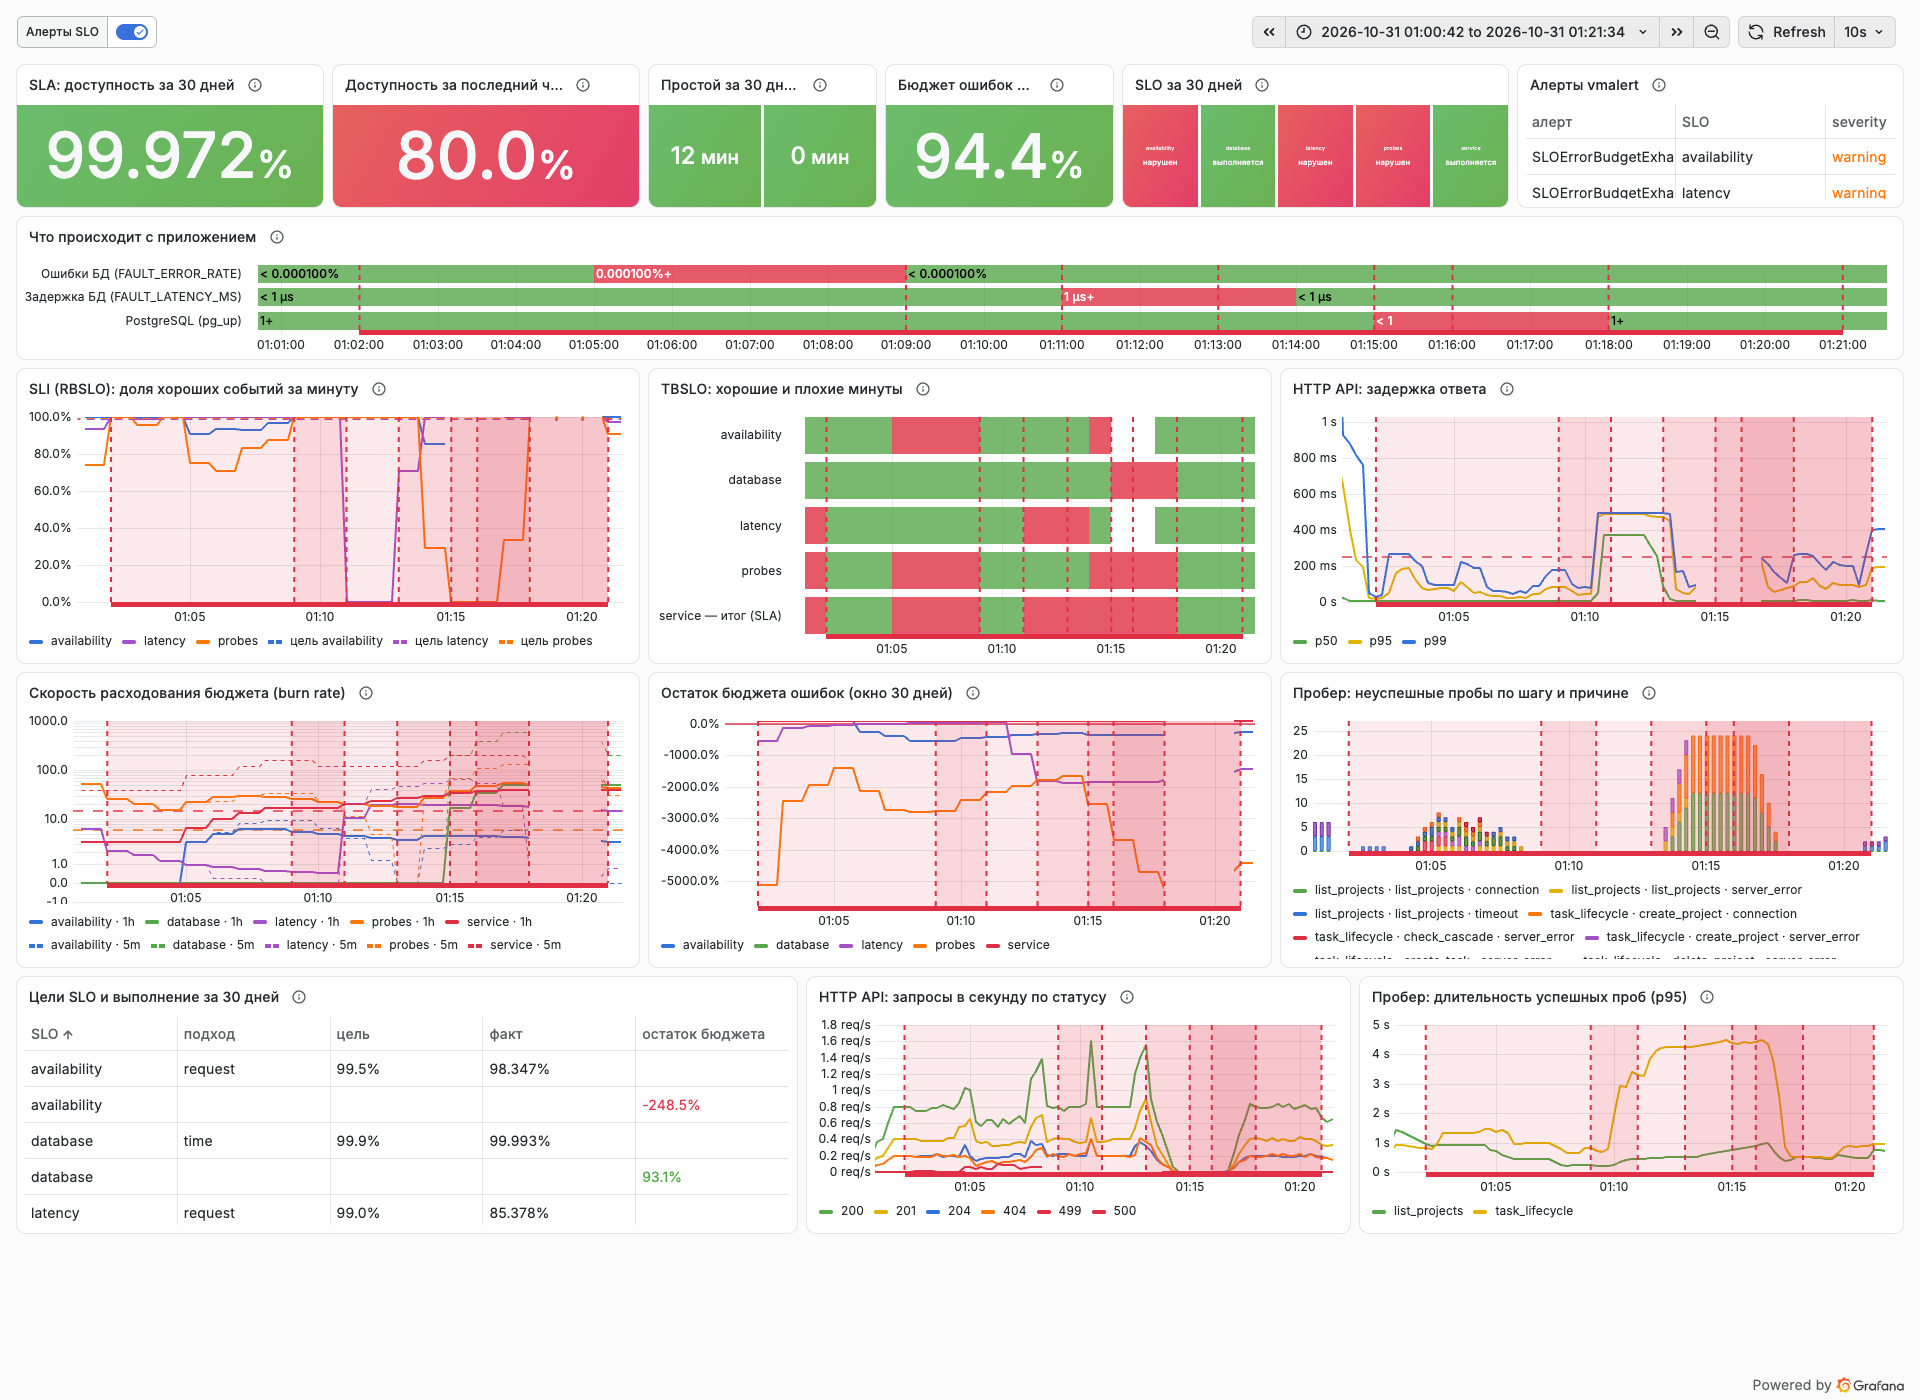 Алерты SLO
2026-10-31 01:00:42 to 2026-10-31 01:21:34
Refresh
10s
SLA: доступность за 30 дней
99.972%
Доступность за последний ч...
80.0%
Простой за 30 дн...
12 мин
0 мин
Бюджет ошибок ...
94.4%
SLO за 30 дней
availability
нарушен
database
выполняется
latency
нарушен
probes
нарушен
service
выполняется
Алерты vmalert
алерт SLO severity
SLOErrorBudgetExha availability warning
SLOErrorBudgetExha latency warning
Что происходит с приложением
Ошибки БД (FAULT_ERROR_RATE) < 0.000100% 0.000100%+ < 0.000100%
Задержка БД (FAULT_LATENCY_MS) < 1 µs 1 µs+ < 1 µs
PostgreSQL (pg_up) 1+ < 1 1+
01:01:00 01:02:00 01:03:00 01:04:00 01:05:00 01:06:00 01:07:00 01:08:00 01:09:00 01:10:00 01:11:00 01:12:00 01:13:00 01:14:00 01:15:00 01:16:00 01:17:00 01:18:00 01:19:00 01:20:00 01:21:00
SLI (RBSLO): доля хороших событий за минуту
100.0%
80.0%
60.0%
40.0%
20.0%
0.0%
01:05 01:10 01:15 01:20
availability latency probes цель availability цель latency цель probes
TBSLO: хорошие и плохие минуты
availability
database
latency
probes
service — итог (SLA)
01:05 01:10 01:15 01:20
HTTP API: задержка ответа
1 s
800 ms
600 ms
400 ms
200 ms
0 s
01:05 01:10 01:15 01:20
p50 p95 p99
Скорость расходования бюджета (burn rate)
1000.0
100.0
10.0
1.0
0.0
-1.0
01:05 01:10 01:15 01:20
availability · 1h database · 1h latency · 1h probes · 1h service · 1h
availability · 5m database · 5m latency · 5m probes · 5m service · 5m
Остаток бюджета ошибок (окно 30 дней)
0.0%
-1000.0%
-2000.0%
-3000.0%
-4000.0%
-5000.0%
01:05 01:10 01:15 01:20
availability database latency probes service
Пробер: неуспешные пробы по шагу и причине
25
20
15
10
5
0
01:05 01:10 01:15 01:20
list_projects · list_projects · connection list_projects · list_projects · server_error
list_projects · list_projects · timeout task_lifecycle · create_project · connection
task_lifecycle · check_cascade · server_error task_lifecycle · create_project · server_error
task_lifecycle · create_task · server_error task_lifecycle · delete_project · server_error
Цели SLO и выполнение за 30 дней
SLO подход цель факт остаток бюджета
availability request 99.5% 98.347%
availability -248.5%
database time 99.9% 99.993%
database 93.1%
latency request 99.0% 85.378%
HTTP API: запросы в секунду по статусу
1.8 req/s
1.6 req/s
1.4 req/s
1.2 req/s
1 req/s
0.8 req/s
0.6 req/s
0.4 req/s
0.2 req/s
0 req/s
01:05 01:10 01:15 01:20
200 201 204 404 499 500
Пробер: длительность успешных проб (p95)
5 s
4 s
3 s
2 s
1 s
0 s
01:05 01:10 01:15 01:20
list_projects task_lifecycle
Powered by Grafana